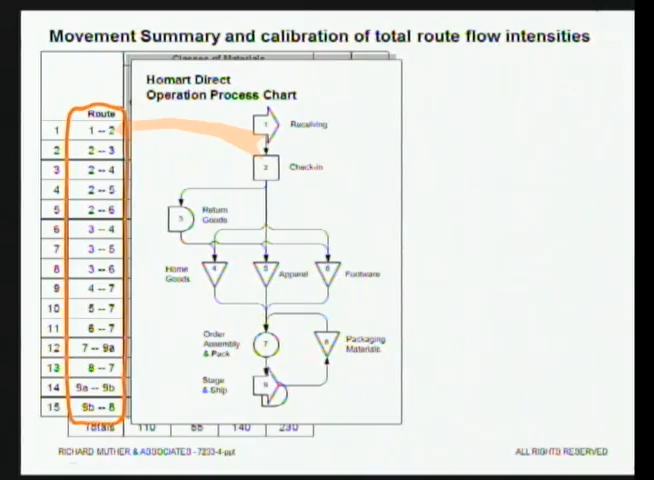 Movement Summary and calibration of total route flow intensities
Classes of Materials
Route
1 1 -- 2
2 2 -- 3
3 2 -- 4
4 2 -- 5
5 2 -- 6
6 3 -- 4
7 3 -- 5
8 3 -- 6
9 4 -- 7
10 5 -- 7
11 6 -- 7
12 7 -- 9a
13 8 -- 7
14 9a -- 9b
15 9b -- 8
Totals 110 140 230
Homart Direct
Operation Process Chart
1 Receiving
2 Check-in
3 Return
Goods
Home
Goods
4
5 Apparel
6 Footware
Order
Assembly
& Pack
7
8 Packaging
Materials
Stage
& Ship
9
RICHARD MUTHER & ASSOCIATES - 7233-4-ppt
ALL RIGHTS RESERVED